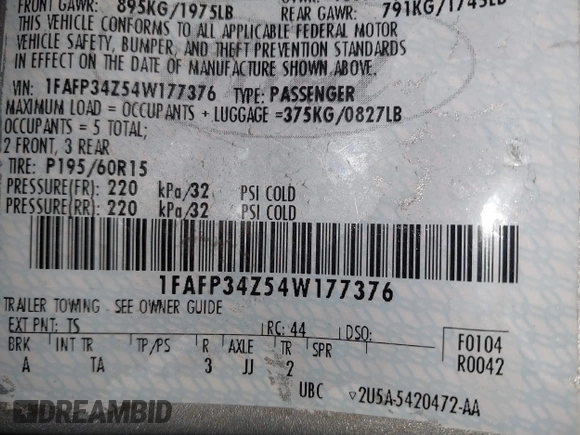 FRONT GAWR: 895KG/1975LB
REAR GAWR: 791KG/1745LB
THIS VEHICLE CONFORMS TO ALL APPLICABLE FEDERAL MOTOR
VEHICLE SAFETY, BUMPER, AND THEFT PREVENTION STANDARDS
IN EFFECT ON THE DATE OF MANUFACTURE SHOWN ABOVE.
VIN: 1FAFP34Z54W177376 TYPE: PASSENGER
MAXIMUM LOAD = OCCUPANTS + LUGGAGE =375KG/0827LB
OCCUPANTS = 5 TOTAL;
2 FRONT, 3 REAR
TIRE: P195/60R15
PRESSURE(FR): 220 kPa/32 PSI COLD
PRESSURE(RR): 220 kPa/32 PSI COLD
1FAFP34Z54W177376
TRAILER TOWING - SEE OWNER GUIDE
EXT PNT: TS RC: 44 DSO:
F0104
BRK INT TR TP/PS R AXLE TR SPR
R0042
A TA 3 JJ 2
UBC ▽2U5A-5420472-AA
DREAMBID